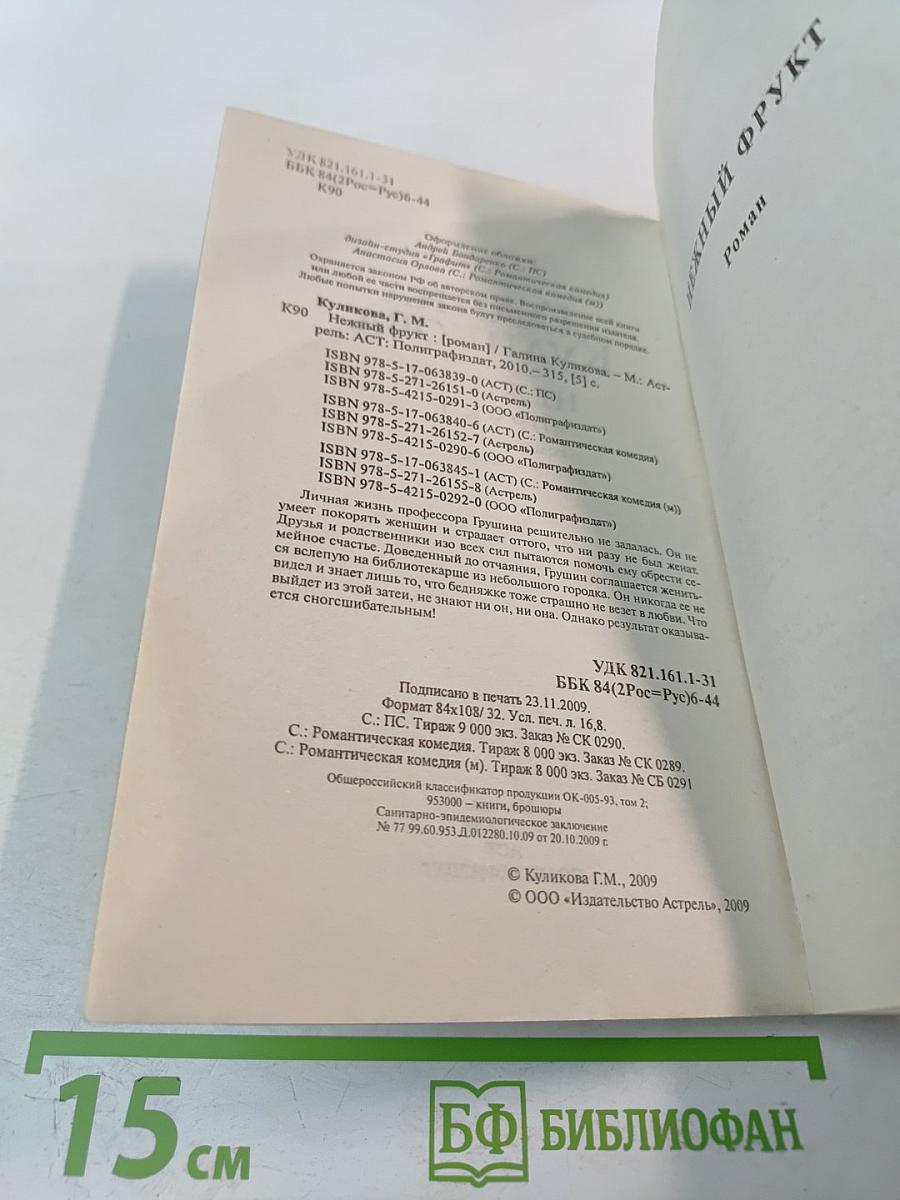 УДК 821.161.1-31
ББК 84(2Рос=Рус)6-44
К90
Оформление обложки:
Андрей Бондаренко (С.: ПС)
дизайн-студия «Графит» (С.: Романтическая комедия)
Анастасия Орлова (С.: Романтическая комедия (м))
Охраняется законом РФ об авторском праве. Воспроизведение всей книги
или любой ее части воспрещается без письменного разрешения издателя.
Любые попытки нарушения закона будут преследоваться в судебном порядке.
Куликова, Г. М.
К90 Нежный фрукт : [роман] / Галина Куликова. – М.: Аст-
рель: АСТ: Полиграфиздат, 2010.– 315, [5] с.
ISBN 978-5-17-063839-0 (АСТ) (С.: ПС)
ISBN 978-5-271-26151-0 (Астрель)
ISBN 978-5-4215-0291-3 (ООО «Полиграфиздат»)
ISBN 978-5-17-063840-6 (АСТ) (С.: Романтическая комедия)
ISBN 978-5-271-26152-7 (Астрель)
ISBN 978-5-4215-0290-6 (ООО «Полиграфиздат»)
ISBN 978-5-17-063845-1 (АСТ) (С.: Романтическая комедия (м))
ISBN 978-5-271-26155-8 (Астрель)
ISBN 978-5-4215-0292-0 (ООО «Полиграфиздат»)
Личная жизнь профессора Грушина решительно не задалась. Он не
умеет покорять женщин и страдает оттого, что ни разу не был женат.
Друзья и родственники изо всех сил пытаются помочь ему обрести се-
мейное счастье. Доведенный до отчаяния, Грушин соглашается женить-
ся вслепую на библиотекарше из небольшого городка. Он никогда ее не
видел и знает лишь то, что бедняжке тоже страшно не везет в любви. Что
выйдет из этой затеи, не знают ни он, ни она. Однако результат оказыва-
ется сногсшибательным!
УДК 821.161.1-31
ББК 84(2Рос=Рус)6-44
Подписано в печать 23.11.2009.
Формат 84х108/ 32. Усл. печ. л. 16,8.
С.: ПС. Тираж 9 000 экз. Заказ № СК 0290.
С.: Романтическая комедия. Тираж 8 000 экз. Заказ № СК 0289.
С.: Романтическая комедия (м). Тираж 8 000 экз. Заказ № СБ 0291
Общероссийский классификатор продукции ОК-005-93, том 2;
953000 – книги, брошюры
Санитарно-эпидемиологическое заключение
№ 77 99.60.953.Д.012280.10.09 от 20.10.2009 г.
© Куликова Г.М., 2009
© ООО «Издательство Астрель», 2009
НЕЖНЫЙ ФРУКТ
Роман
15 см
БФ БИБЛИОФАН